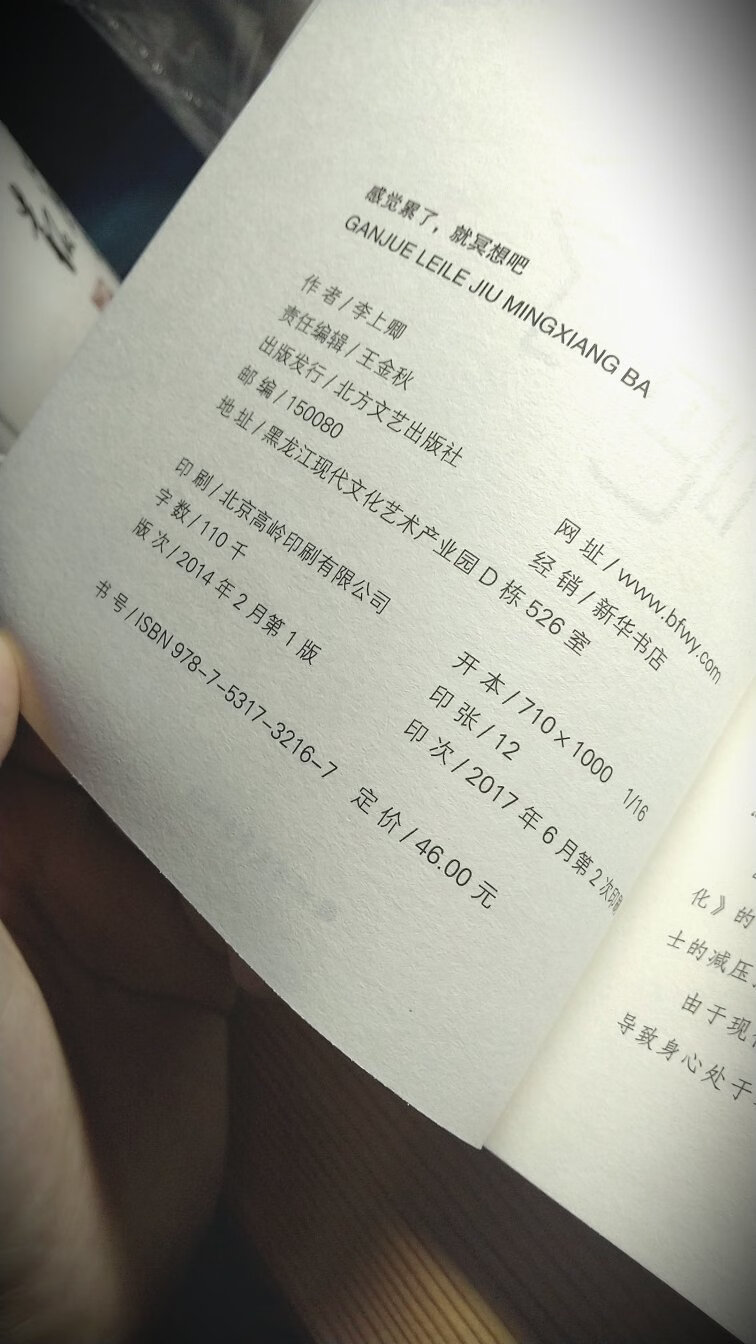 感觉累了，就冥想吧
GANJUE LEILE JIU MINGXIANG BA
作 者 / 李上卿
责任编辑 / 王金秋
出版发行 / 北方文艺出版社
邮 编 / 150080
地 址 / 黑龙江现代文化艺术产业园 D 栋 526 室
网 址 / www.bfwy.com
经 销 / 新华书店
印 刷 / 北京高岭印刷有限公司
字 数 / 110 千
版 次 / 2014 年 2 月第 1 版
开 本 / 710 × 1000 1/16
印 张 / 12
印 次 / 2017 年 6 月第 2 次印刷
书 号 / ISBN 978-7-5317-3216-7
定 价 / 46.00 元
化》的
士的减压
由于现
导致身心处于